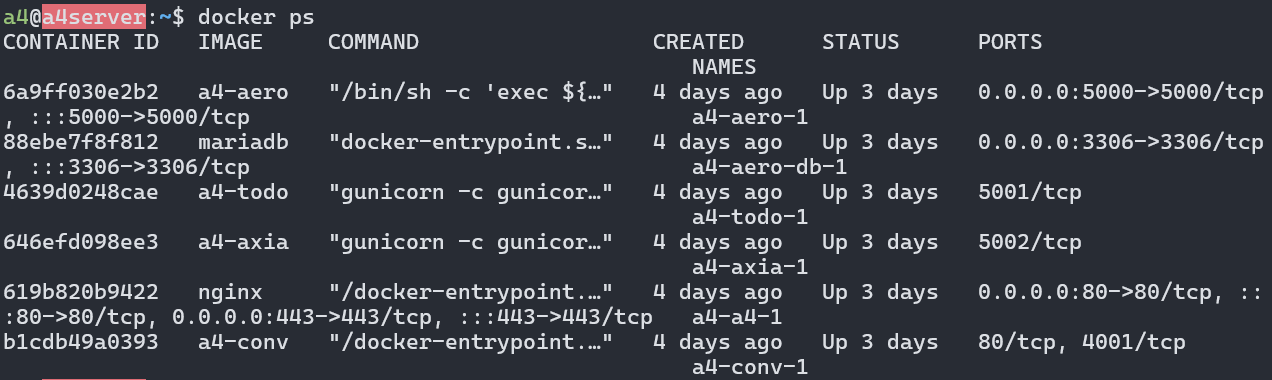 a4@a4server:~$ docker ps
CONTAINER ID   IMAGE     COMMAND                  CREATED      STATUS      PORTS
                                                     NAMES
6a9ff030e2b2   a4-aero   "/bin/sh -c 'exec ${…"   4 days ago   Up 3 days   0.0.0.0:5000->5000/tcp
, :::5000->5000/tcp                                  a4-aero-1
88ebe7f8f812   mariadb   "docker-entrypoint.s…"   4 days ago   Up 3 days   0.0.0.0:3306->3306/tcp
, :::3306->3306/tcp                                  a4-aero-db-1
4639d0248cae   a4-todo   "gunicorn -c gunicor…"   4 days ago   Up 3 days   5001/tcp
                                                     a4-todo-1
646efd098ee3   a4-axia   "gunicorn -c gunicor…"   4 days ago   Up 3 days   5002/tcp
                                                     a4-axia-1
619b820b9422   nginx     "/docker-entrypoint.…"   4 days ago   Up 3 days   0.0.0.0:80->80/tcp, ::
:80->80/tcp, 0.0.0.0:443->443/tcp, :::443->443/tcp   a4-a4-1
b1cdb49a0393   a4-conv   "/docker-entrypoint.…"   4 days ago   Up 3 days   80/tcp, 4001/tcp
                                                     a4-conv-1